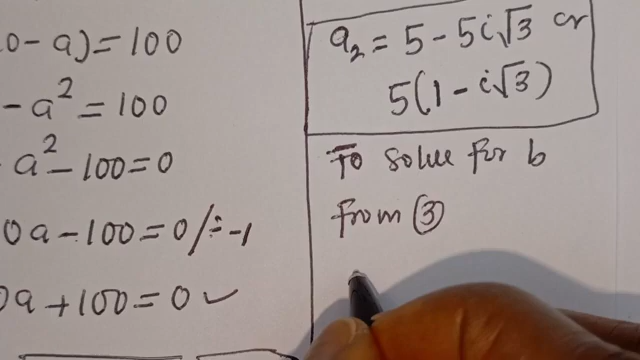 0-a)=100
-a²=100
a²-100=0
0a-100=0/÷-1
0a+100=0✓
a₂=5-5i√3 or
5(1-i√3)
To solve for b
from ③